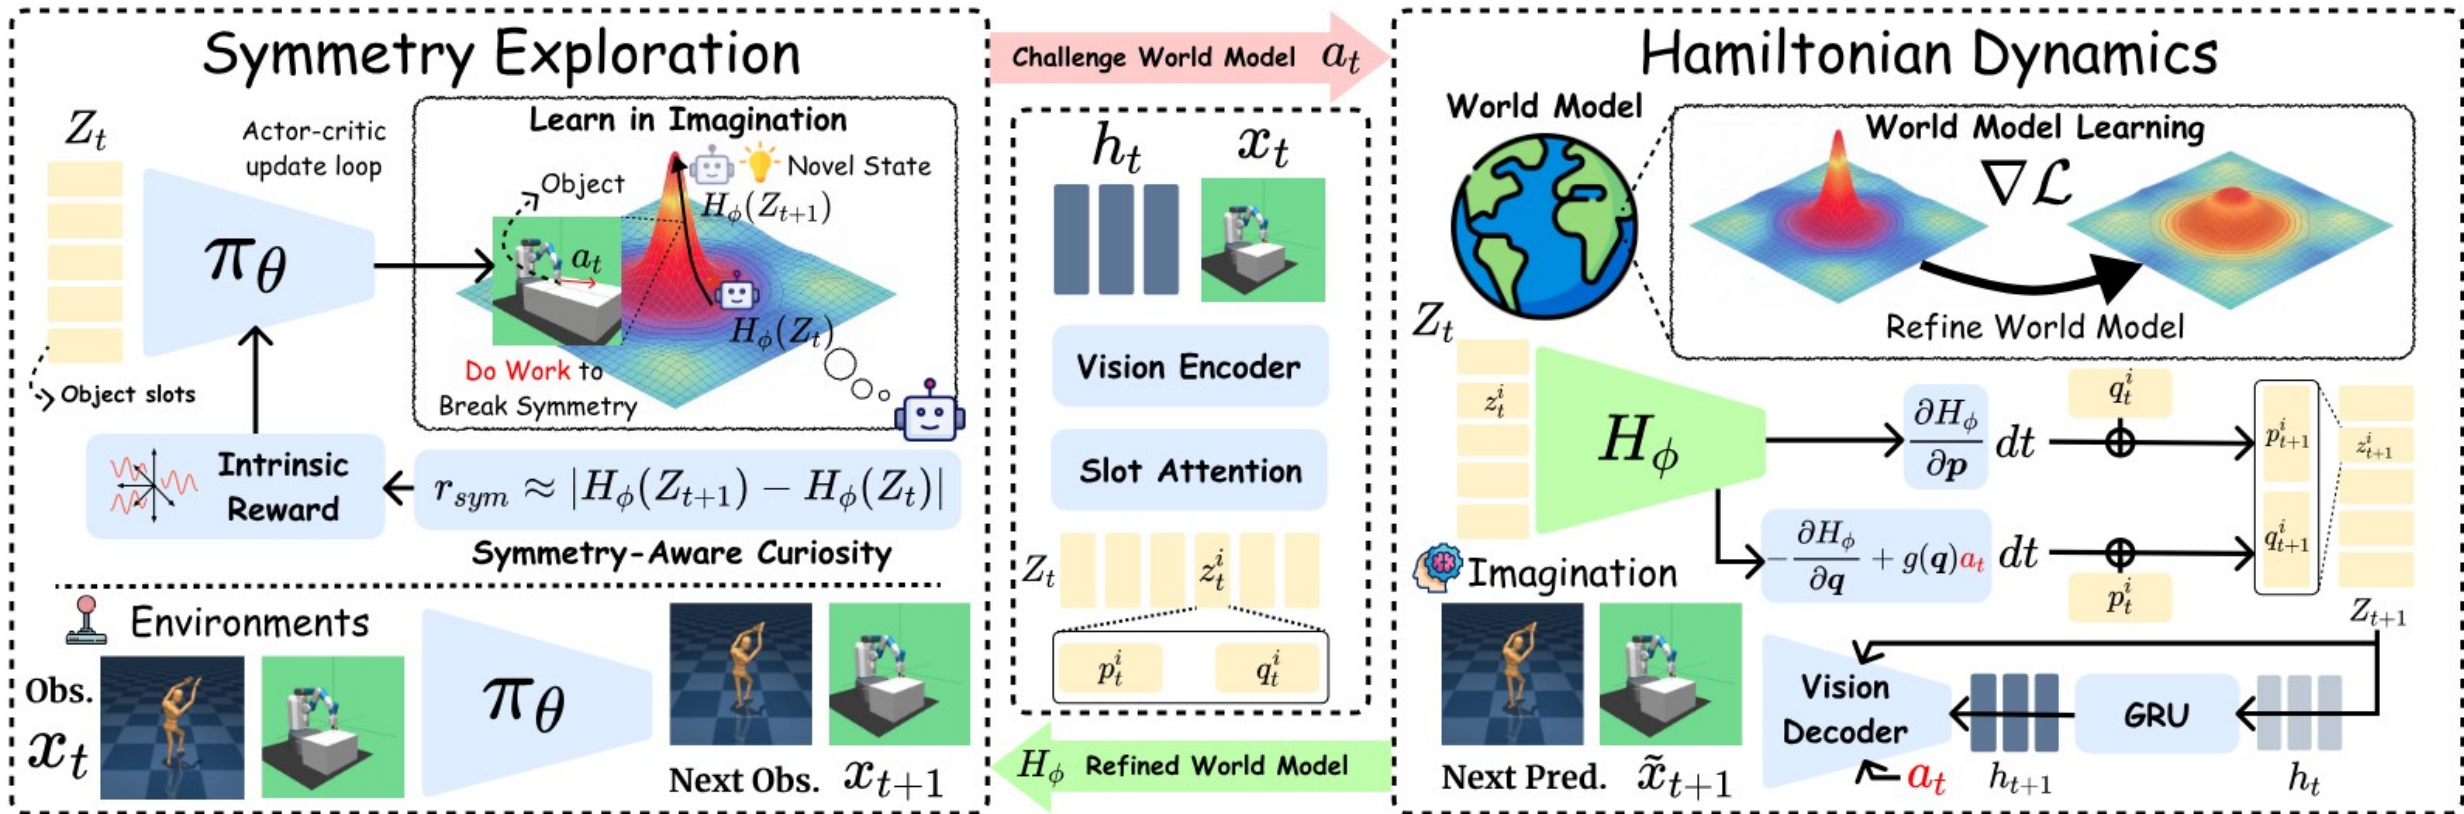 Symmetry Exploration
Z_t
Actor-critic
update loop
π_θ
Object slots
Learn in Imagination
Novel State
Object
a_t
H_ϕ(Z_{t+1})
H_ϕ(Z_t)
Do Work to
Break Symmetry
Intrinsic
Reward
r_{sym} ≈ |H_ϕ(Z_{t+1}) − H_ϕ(Z_t)|
Symmetry-Aware Curiosity
Environments
Obs.
x_t
π_θ
Next Obs. x_{t+1}
Challenge World Model a_t
h_t x_t
Vision Encoder
Slot Attention
Z_t z_t^i
p_t^i q_t^i
H_ϕ Refined World Model
Hamiltonian Dynamics
World Model
World Model Learning
∇ℒ
Refine World Model
Z_t
z_t^i
H_ϕ
∂H_ϕ/∂p dt
q_t^i
p_{t+1}^i
z_{t+1}^i
−∂H_ϕ/∂q + g(q)a_t dt
p_t^i
q_{t+1}^i
Z_{t+1}
Imagination
Next Pred. x̃_{t+1}
Vision
Decoder
a_t
h_{t+1}
GRU
h_t